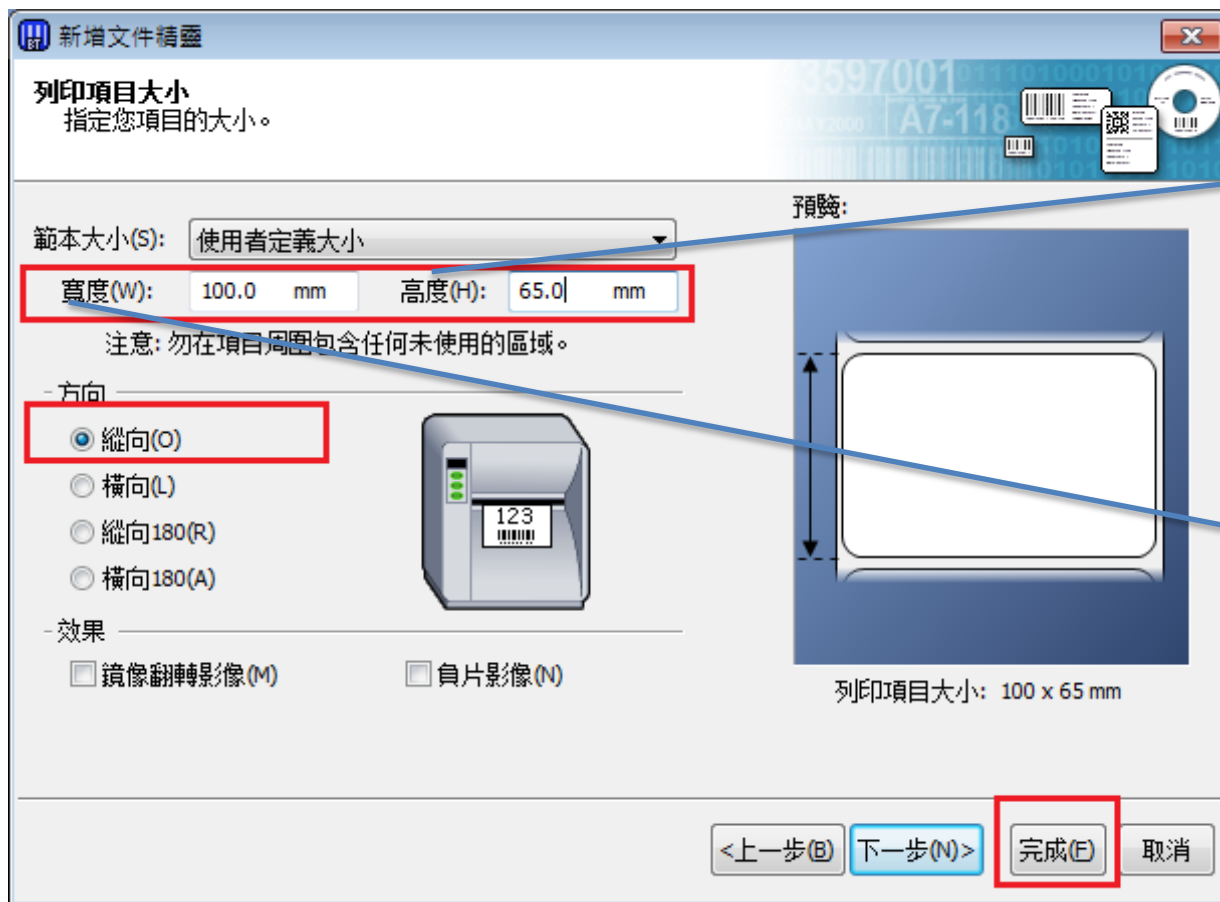 新增文件精靈
列印項目大小
指定您項目的大小。
3597001
A7-118
範本大小(S): 使用者定義大小
寬度(W): 100.0 mm 高度(H): 65.0 mm
注意: 勿在項目周圍包含任何未使用的區域。
方向
縱向(O)
橫向(L)
縱向180(R)
橫向180(A)
123
效果
鏡像翻轉影像(M) 負片影像(N)
預覽:
列印項目大小: 100 x 65 mm
<上一步(B) 下一步(N)> 完成(F) 取消